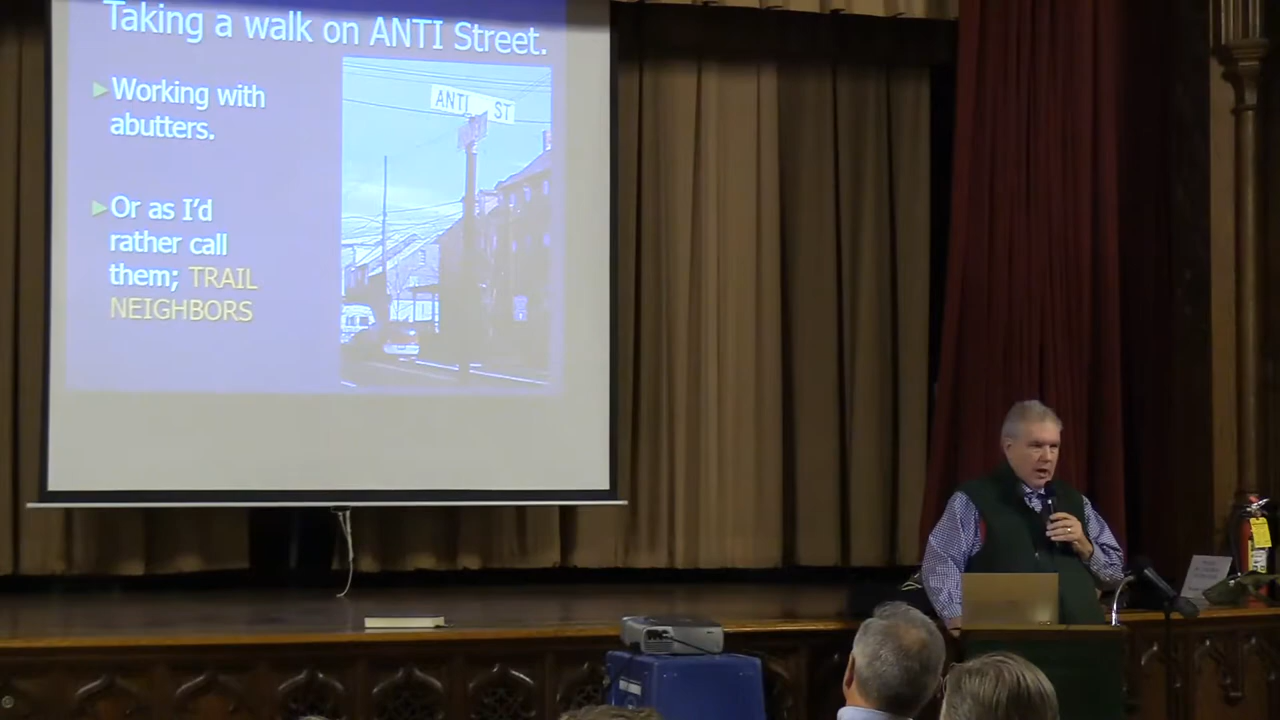 Taking a walk on ANTI Street.
▶Working with
abutters.
▶Or as I'd
rather call
them; TRAIL
NEIGHBORS
ANTI ST